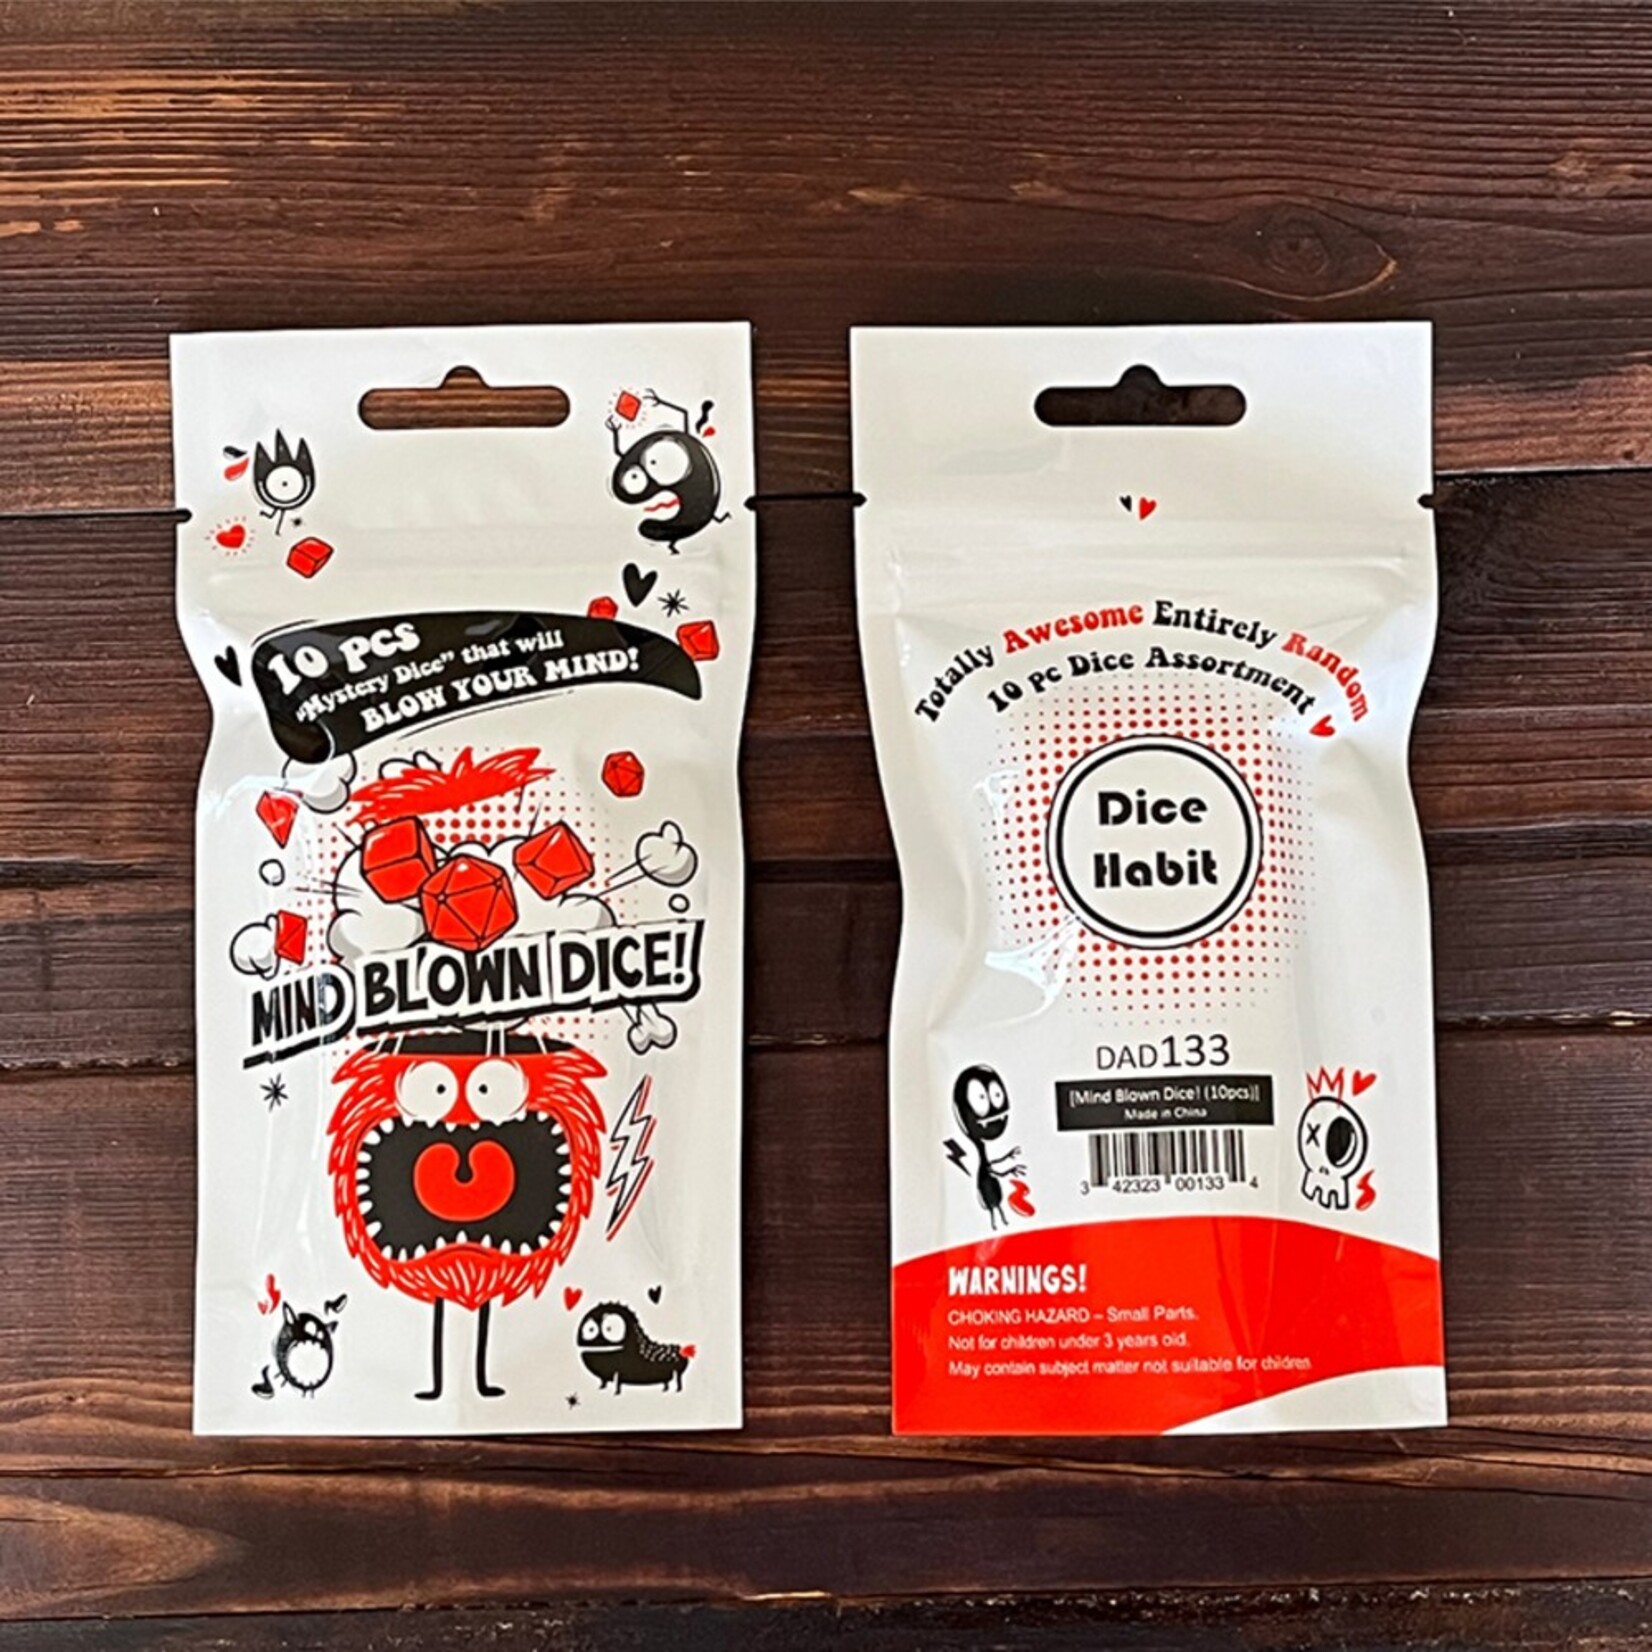 10 PCS
"Mystery Dice" that will
BLOW YOUR MIND!
MIND BLOWN DICE!
Totally Awesome Entirely Random
10 pc Dice Assortment
Dice
Habit
DAD133
[Mind Blown Dice! (10pcs)]
Made in China
3 42323 00133 4
WARNINGS!
CHOKING HAZARD – Small Parts.
Not for children under 3 years old.
May contain subject matter not suitable for children